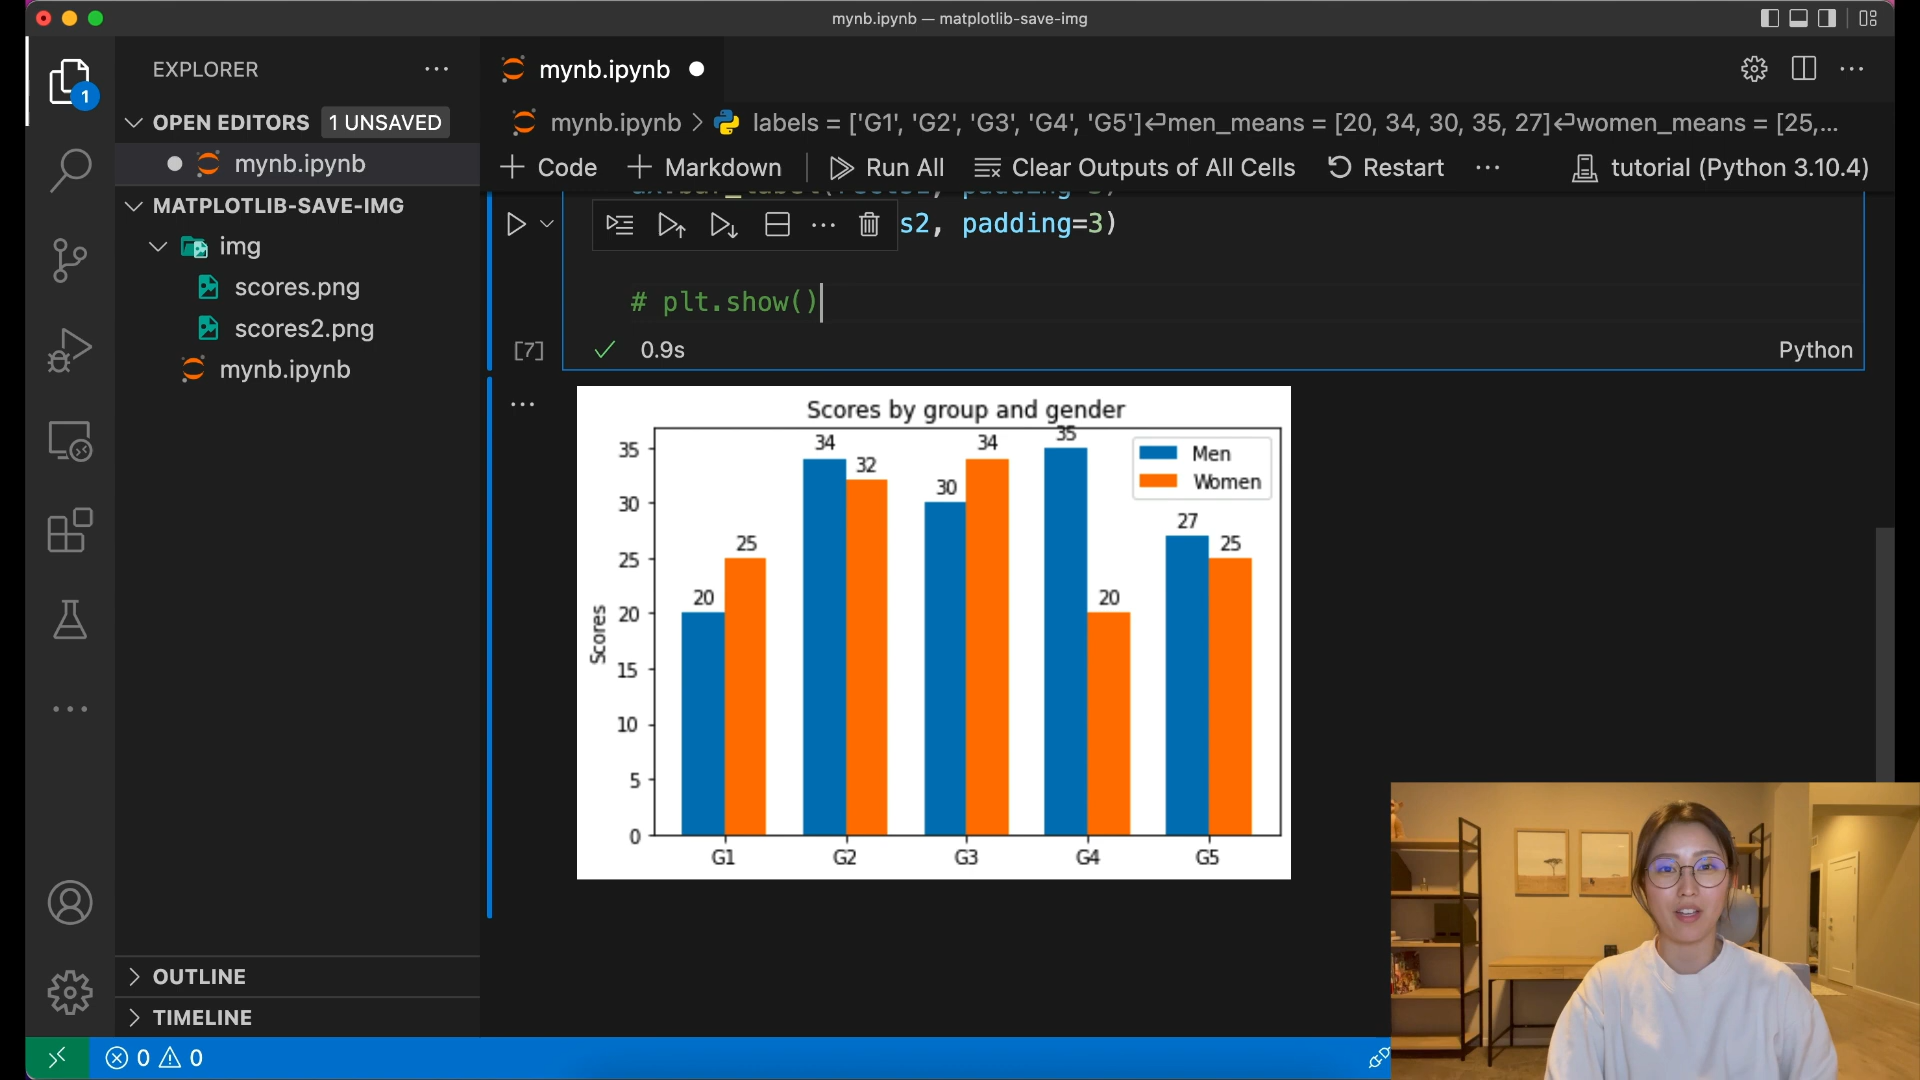 mynb.ipynb — matplotlib-save-img
EXPLORER
1
OPEN EDITORS 1 UNSAVED
mynb.ipynb
MATPLOTLIB-SAVE-IMG
img
scores.png
scores2.png
mynb.ipynb
OUTLINE
TIMELINE
0 0
mynb.ipynb
mynb.ipynb > labels = ['G1', 'G2', 'G3', 'G4', 'G5']↵men_means = [20, 34, 30, 35, 27]↵women_means = [25,...
+ Code + Markdown Run All Clear Outputs of All Cells Restart ... tutorial (Python 3.10.4)
s2, padding=3)
# plt.show()
[7] 0.9s Python
Scores by group and gender
Men
Women
Scores
35
30
25
20
15
10
5
0
20 25
34 32
30 34
35 20
27 25
G1 G2 G3 G4 G5